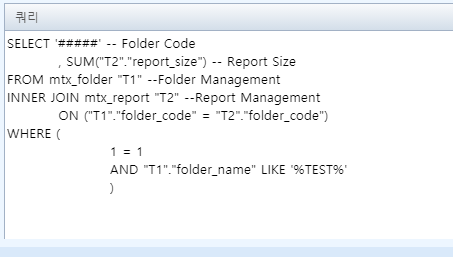 쿼리
SELECT '#####' -- Folder Code
, SUM("T2"."report_size") -- Report Size
FROM mtx_folder "T1" --Folder Management
INNER JOIN mtx_report "T2" --Report Management
ON ("T1"."folder_code" = "T2"."folder_code")
WHERE (
1 = 1
AND "T1"."folder_name" LIKE '%TEST%'
)